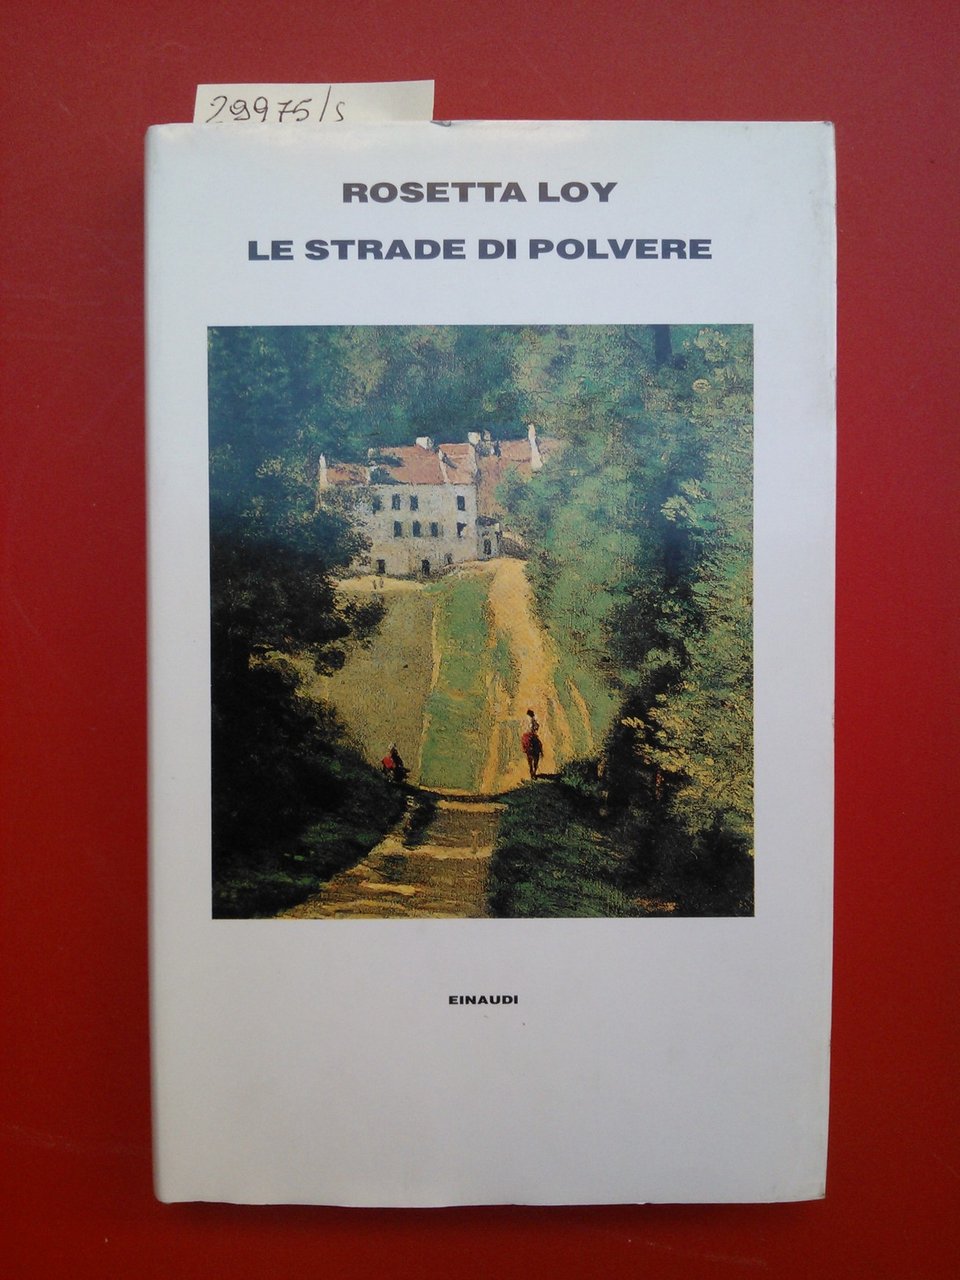 29975/s
ROSETTA LOY
LE STRADE DI POLVERE
EINAUDI